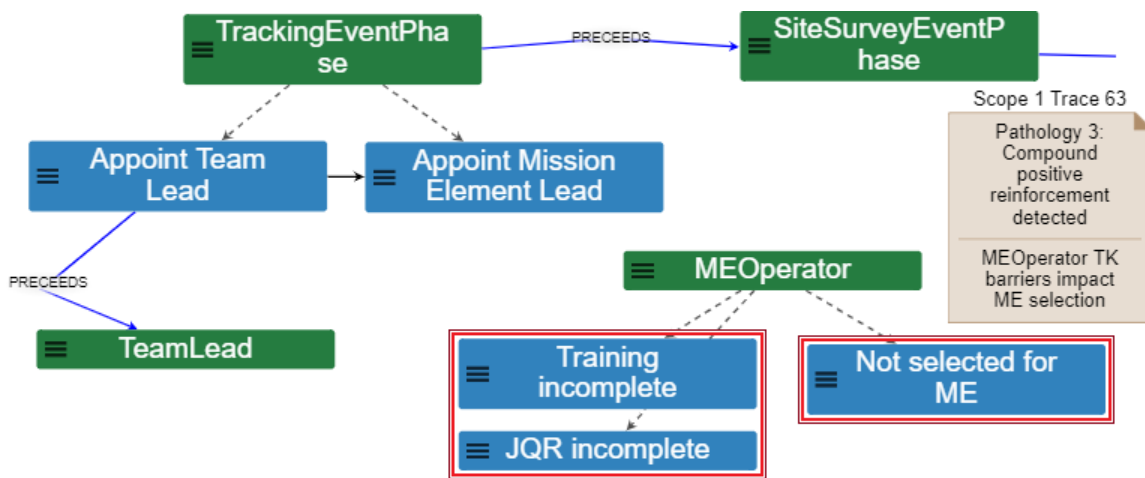 TrackingEventPha
se
PRECEEDS
SiteSurveyEventP
hase
Scope 1 Trace 63
Pathology 3:
Compound
positive
reinforcement
detected
MEOperator TK
barriers impact
ME selection
Appoint Team
Lead
Appoint Mission
Element Lead
PRECEEDS
TeamLead
MEOperator
Training
incomplete
JQR incomplete
Not selected for
ME